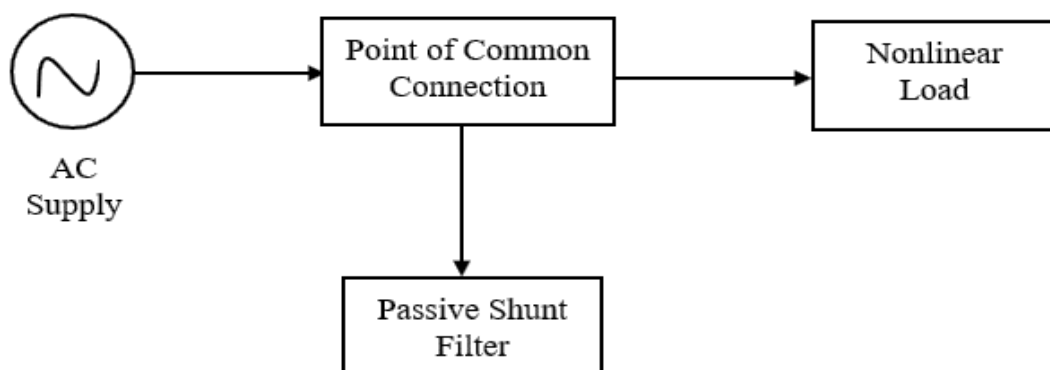 Point of Common
Connection
Nonlinear
Load
AC
Supply
Passive Shunt
Filter